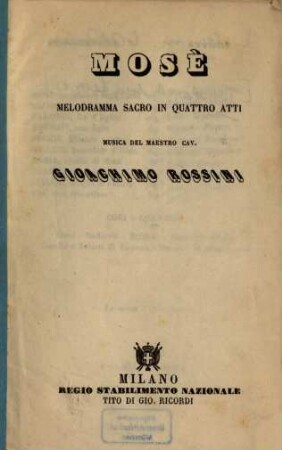 MOSÈ
MELODRAMMA SACRO IN QUATTRO ATTI
MUSICA DEL MAESTRO CAV.
GIOACHIMO ROSSINI
MILANO
REGIO STABILIMENTO NAZIONALE
TITO DI GIO. RICORDI